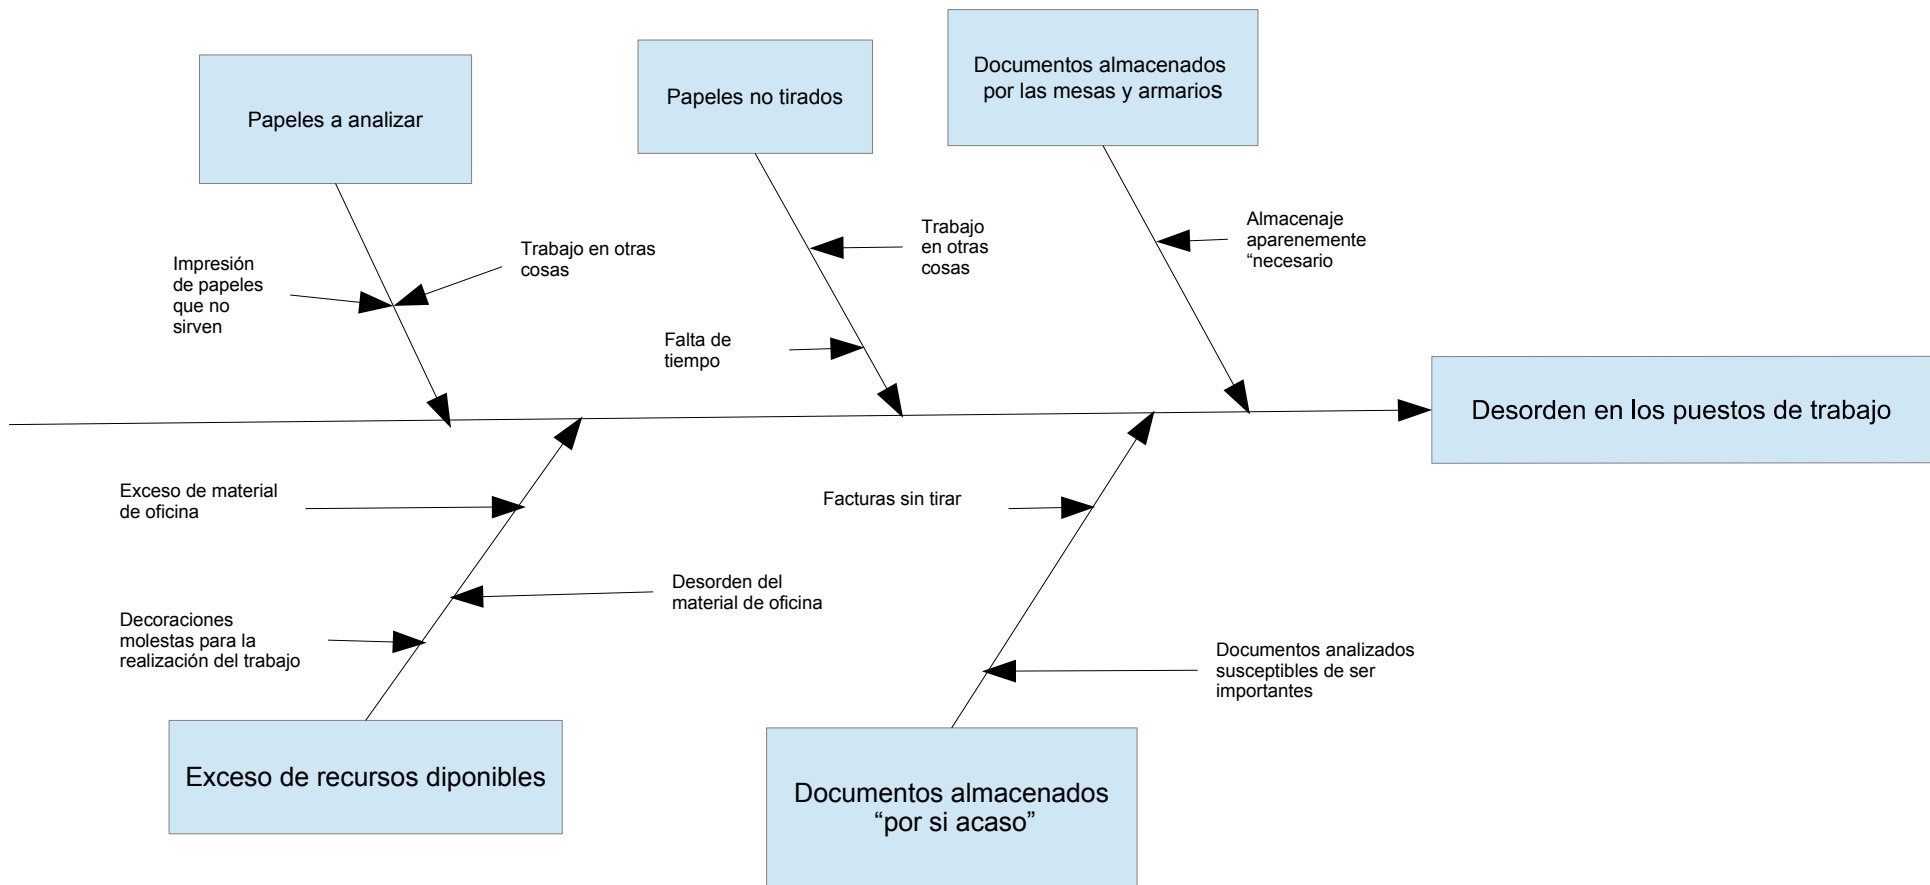 Papeles a analizar
Papeles no tirados
Documentos almacenados
por las mesas y armarios
Impresión
de papeles
que no
sirven
Trabajo en otras
cosas
Trabajo
en otras
cosas
Falta de
tiempo
Almacenaje
aparenemente
“necesario
Desorden en los puestos de trabajo
Exceso de material
de oficina
Desorden del
material de oficina
Decoraciones
molestas para la
realización del trabajo
Facturas sin tirar
Documentos analizados
susceptibles de ser
importantes
Exceso de recursos diponibles
Documentos almacenados
“por si acaso”